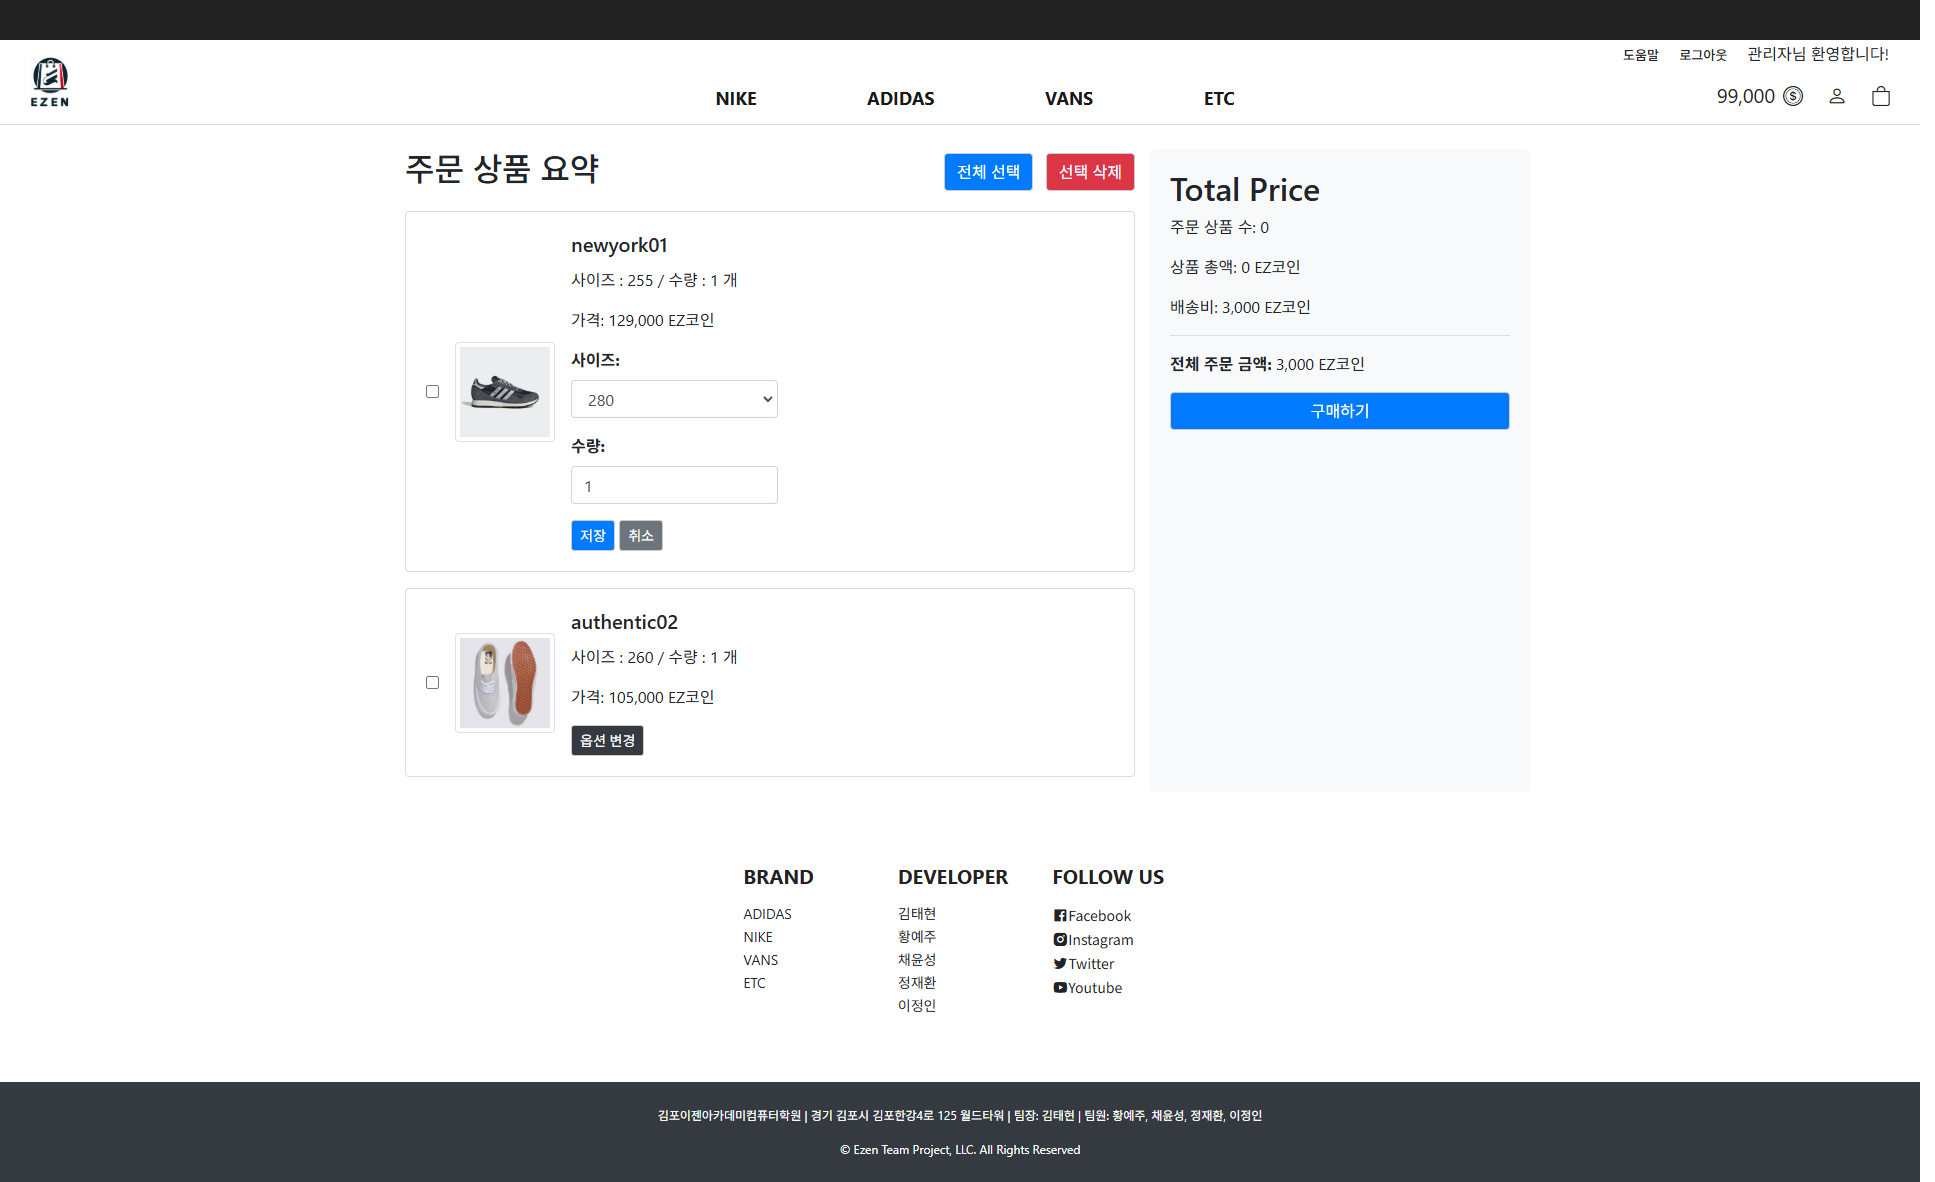 도움말 로그아웃 관리자님 환영합니다!
EZEN
NIKE ADIDAS VANS ETC
99,000
주문 상품 요약
전체 선택 선택 삭제
newyork01
사이즈 : 255 / 수량 : 1 개
가격: 129,000 EZ코인
사이즈:
280
수량:
1
저장 취소
authentic02
사이즈 : 260 / 수량 : 1 개
가격: 105,000 EZ코인
옵션 변경
Total Price
주문 상품 수: 0
상품 총액: 0 EZ코인
배송비: 3,000 EZ코인
전체 주문 금액: 3,000 EZ코인
구매하기
BRAND
ADIDAS
NIKE
VANS
ETC
DEVELOPER
김태현
황예주
채윤성
정재환
이정인
FOLLOW US
Facebook
Instagram
Twitter
Youtube
김포이젠아카데미컴퓨터학원 | 경기 김포시 김포한강4로 125 월드타워 | 팀장: 김태현 | 팀원: 황예주, 채윤성, 정재환, 이정인
© Ezen Team Project, LLC. All Rights Reserved